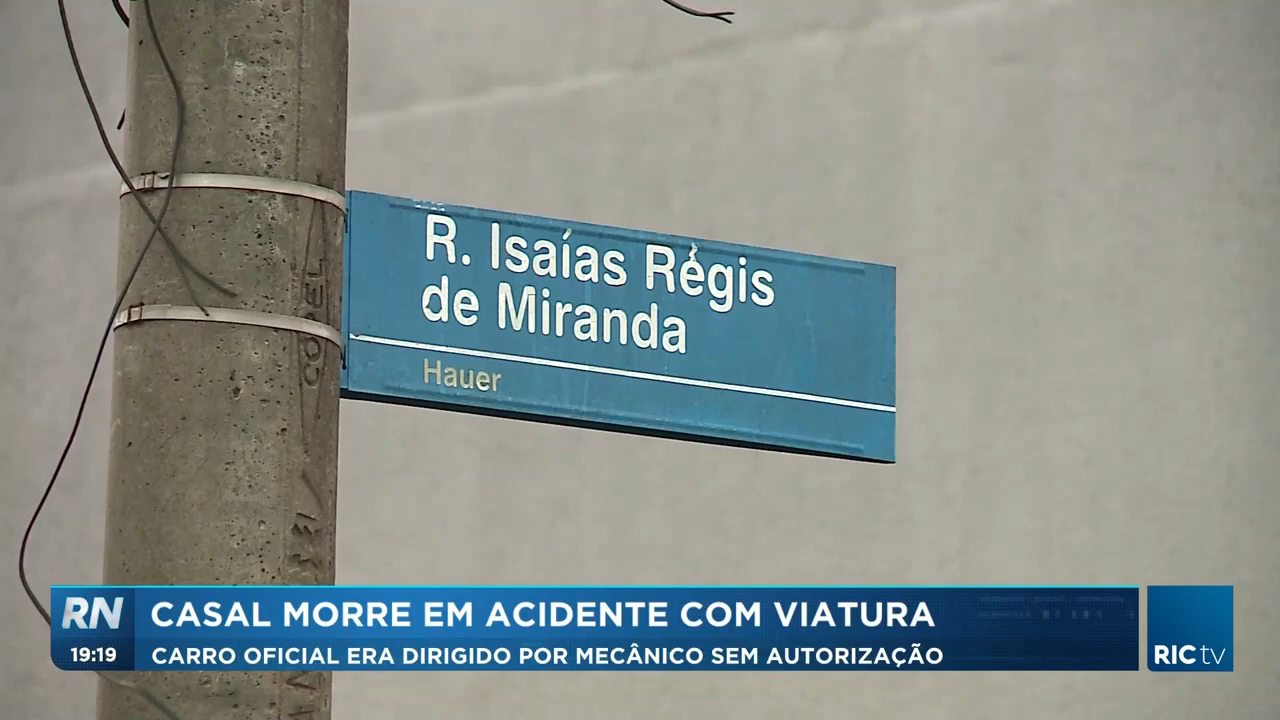 R. Isaías Régis
de Miranda
Hauer
COPEL
RN
CASAL MORRE EM ACIDENTE COM VIATURA
19:19
CARRO OFICIAL ERA DIRIGIDO POR MECÂNICO SEM AUTORIZAÇÃO
RICtv